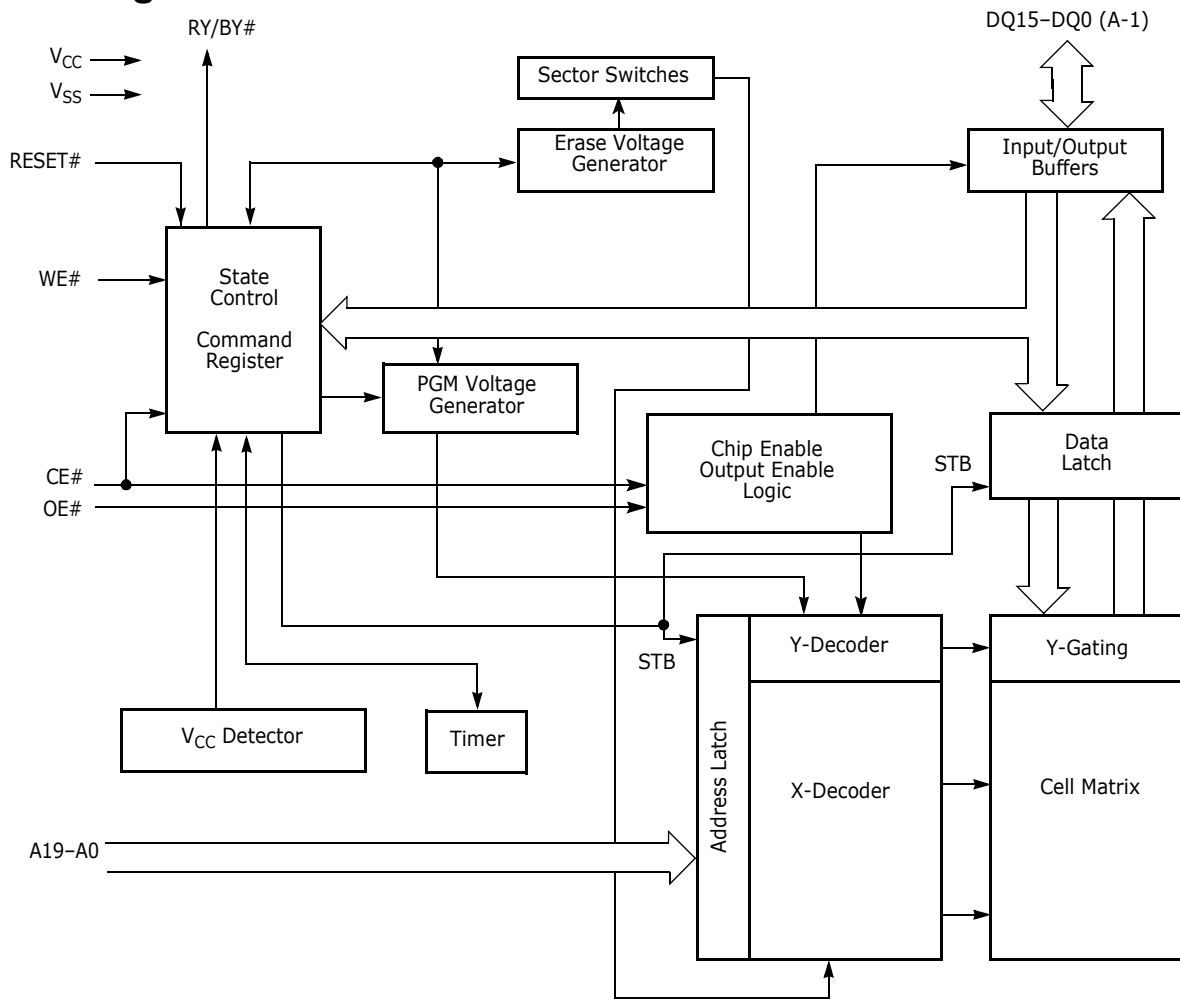 RY/BY#
DQ15–DQ0 (A-1)
VCC
VSS
Sector Switches
Erase Voltage
Generator
Input/Output
Buffers
RESET#
WE#
State
Control
Command
Register
PGM Voltage
Generator
Chip Enable
Output Enable
Logic
STB
Data
Latch
CE#
OE#
STB
Y-Decoder
Y-Gating
VCC Detector
Timer
Address Latch
X-Decoder
Cell Matrix
A19–A0